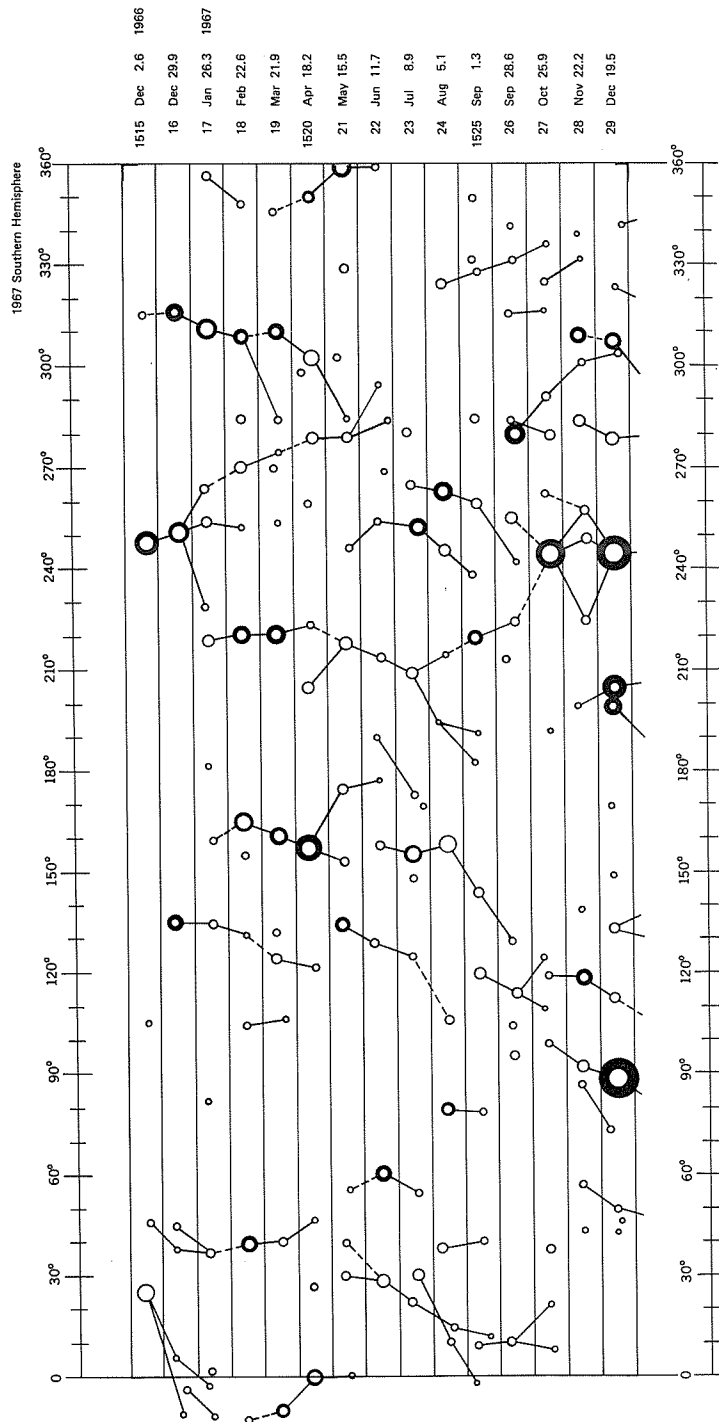 1967 Southern Hemisphere
1515 Dec 2.6 1966
16 Dec 29.9
17 Jan 26.3 1967
18 Feb 22.6
19 Mar 21.9
1520 Apr 18.2
21 May 15.5
22 Jun 11.7
23 Jul 8.9
24 Aug 5.1
1525 Sep 1.3
26 Sep 28.6
27 Oct 25.9
28 Nov 22.2
29 Dec 19.5
0 30° 60° 90° 120° 150° 180° 210° 240° 270° 300° 330° 360°
0 30° 60° 90° 120° 150° 180° 210° 240° 270° 300° 330° 360°